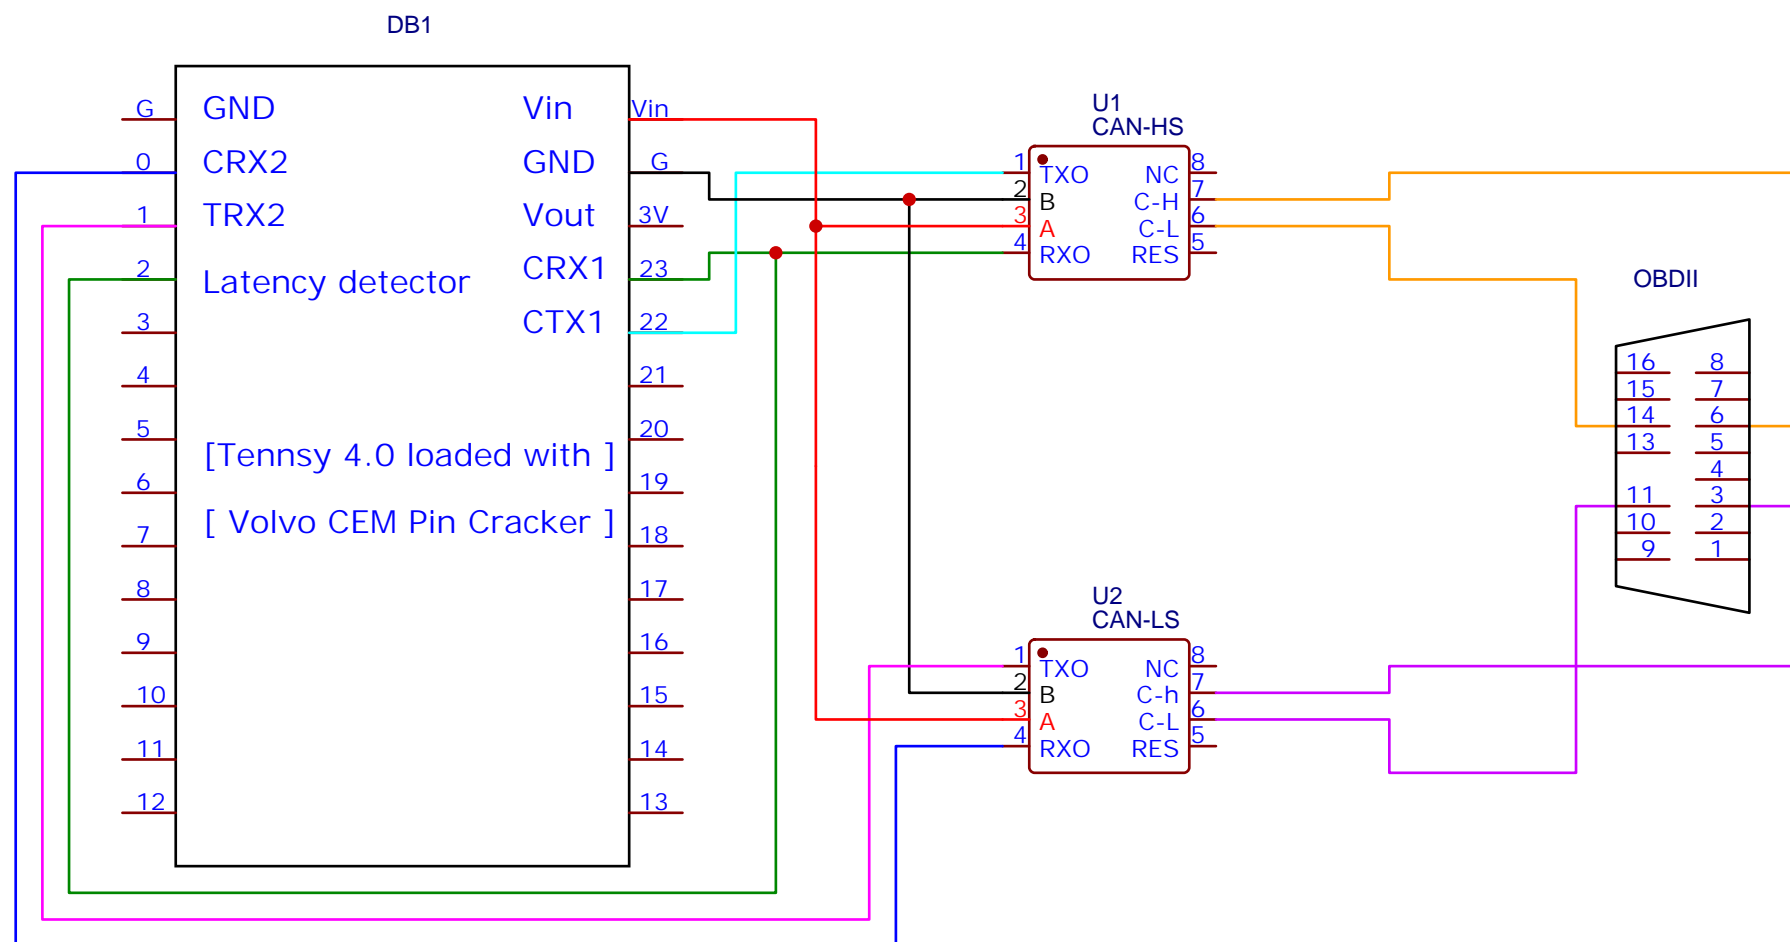 DB1
G GND Vin Vin
0 CRX2 GND G
1 TRX2 Vout 3V
2 Latency detector CRX1 23
3 CTX1 22
4 21
5 20
[Tennsy 4.0 loaded with ]
6 19
[ Volvo CEM Pin Cracker ]
7 18
8 17
9 16
10 15
11 14
12 13
U1
CAN-HS
1 TXO NC 8
2 B C-H 7
3 A C-L 6
4 RXO RES 5
OBDII
16 8
15 7
14 6
13 5
4
11 3
10 2
9 1
U2
CAN-LS
1 TXO NC 8
2 B C-h 7
3 A C-L 6
4 RXO RES 5